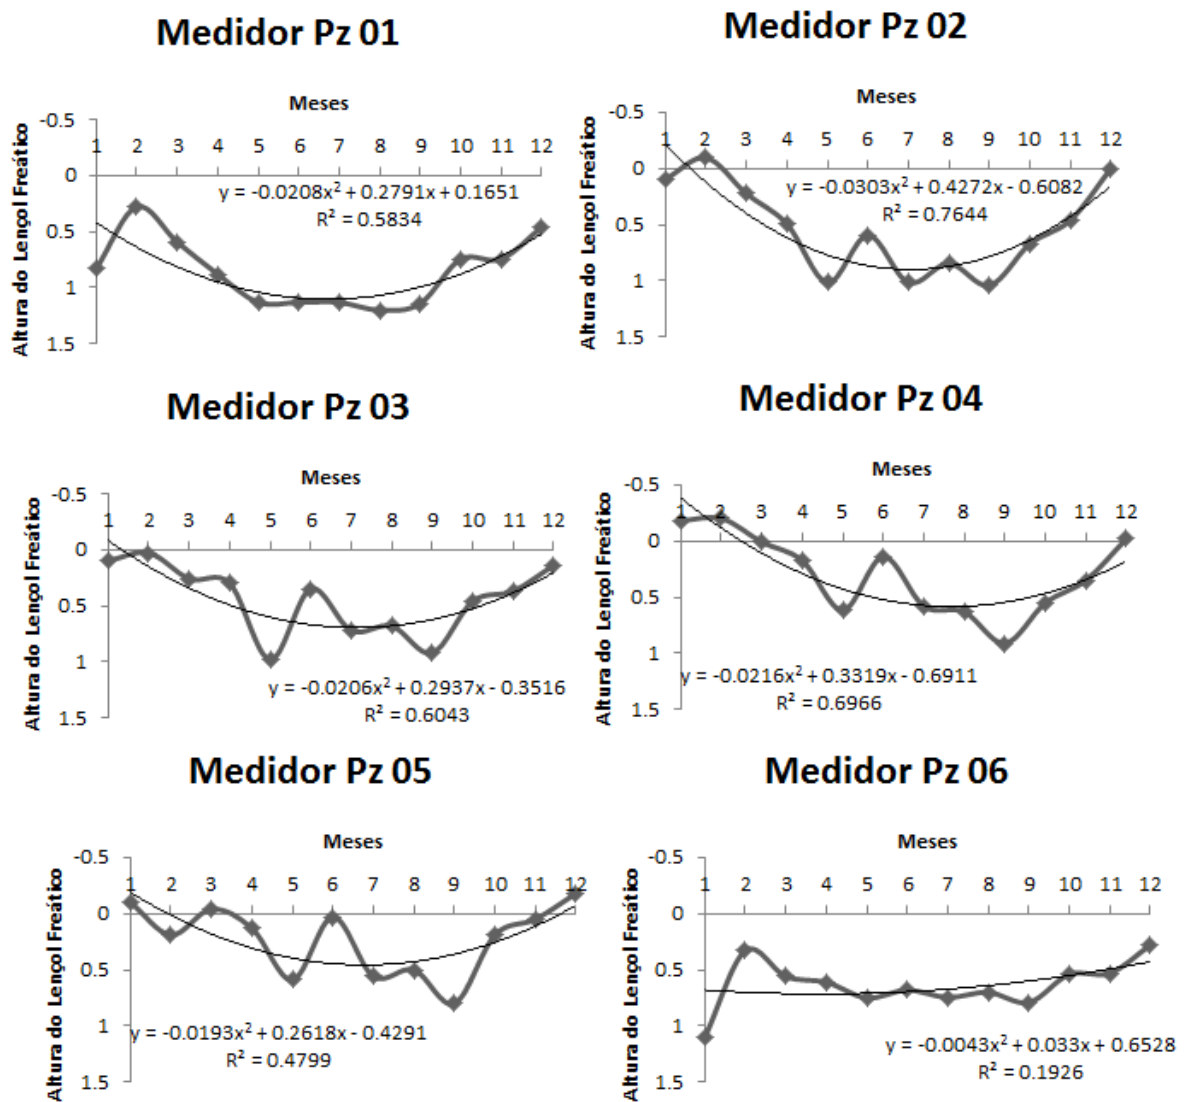 Medidor Pz 01
Meses
Altura do Lençol Freático
-0.5
1 2 3 4 5 6 7 8 9 10 11 12
0
y = -0.0208x² + 0.2791x + 0.1651
R² = 0.5834
0.5
1
1.5
Medidor Pz 02
Meses
Altura do Lençol Freático
-0.5
1 2 3 4 5 6 7 8 9 10 11 12
0
y = -0.0303x² + 0.4272x - 0.6082
R² = 0.7644
0.5
1
1.5
Medidor Pz 03
Meses
Altura do Lençol Freático
-0.5
1 2 3 4 5 6 7 8 9 10 11 12
0
0.5
1
y = -0.0206x² + 0.2937x - 0.3516
R² = 0.6043
1.5
Medidor Pz 04
Meses
Altura do Lençol Freático
-0.5
1 2 3 4 5 6 7 8 9 10 11 12
0
0.5
1
y = -0.0216x² + 0.3319x - 0.6911
R² = 0.6966
1.5
Medidor Pz 05
Meses
Altura do Lençol Freático
-0.5
1 2 3 4 5 6 7 8 9 10 11 12
0
0.5
1
y = -0.0193x² + 0.2618x - 0.4291
R² = 0.4799
1.5
Medidor Pz 06
Meses
Altura do Lençol Freático
-0.5
1 2 3 4 5 6 7 8 9 10 11 12
0
0.5
1
y = -0.0043x² + 0.033x + 0.6528
R² = 0.1926
1.5